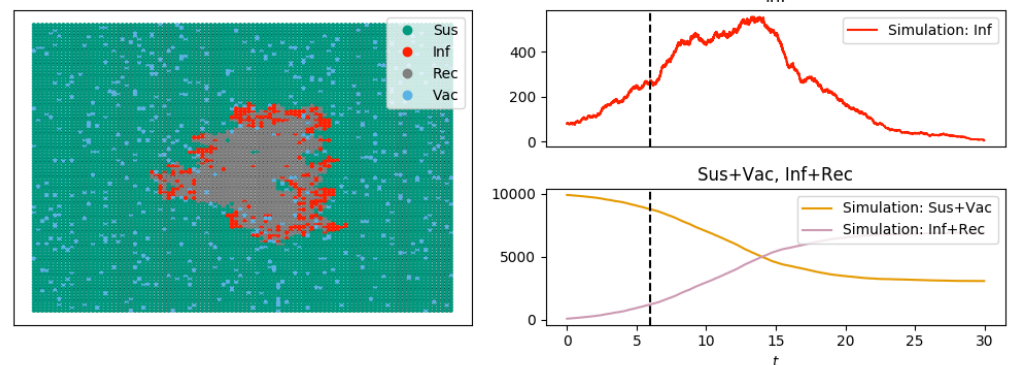 Sus
Inf
Rec
Vac
Simulation: Inf
400
200
0
Sus+Vac, Inf+Rec
10000
5000
0
Simulation: Sus+Vac
Simulation: Inf+Rec
0 5 10 15 20 25 30
t